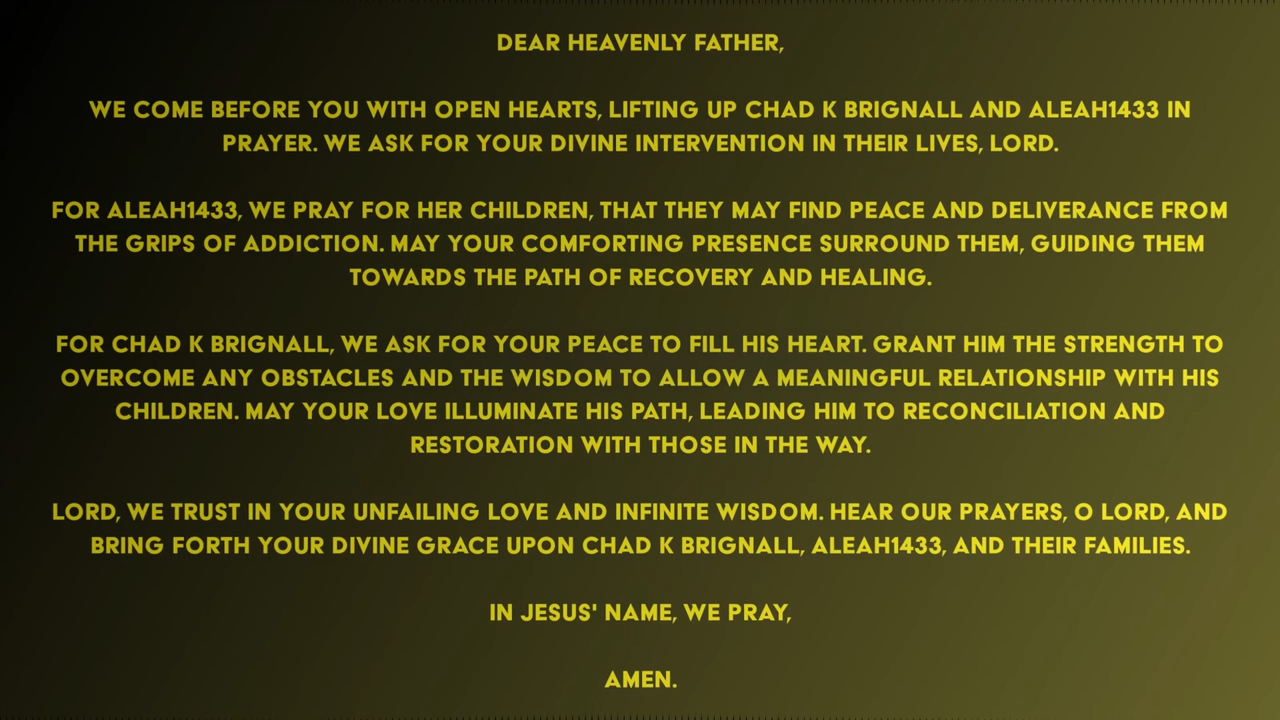 DEAR HEAVENLY FATHER,
WE COME BEFORE YOU WITH OPEN HEARTS, LIFTING UP CHAD K BRIGNALL AND ALEAH1433 IN
PRAYER. WE ASK FOR YOUR DIVINE INTERVENTION IN THEIR LIVES, LORD.
FOR ALEAH1433, WE PRAY FOR HER CHILDREN, THAT THEY MAY FIND PEACE AND DELIVERANCE FROM
THE GRIPS OF ADDICTION. MAY YOUR COMFORTING PRESENCE SURROUND THEM, GUIDING THEM
TOWARDS THE PATH OF RECOVERY AND HEALING.
FOR CHAD K BRIGNALL, WE ASK FOR YOUR PEACE TO FILL HIS HEART. GRANT HIM THE STRENGTH TO
OVERCOME ANY OBSTACLES AND THE WISDOM TO ALLOW A MEANINGFUL RELATIONSHIP WITH HIS
CHILDREN. MAY YOUR LOVE ILLUMINATE HIS PATH, LEADING HIM TO RECONCILIATION AND
RESTORATION WITH THOSE IN THE WAY.
LORD, WE TRUST IN YOUR UNFAILING LOVE AND INFINITE WISDOM. HEAR OUR PRAYERS, O LORD, AND
BRING FORTH YOUR DIVINE GRACE UPON CHAD K BRIGNALL, ALEAH1433, AND THEIR FAMILIES.
IN JESUS' NAME, WE PRAY,
AMEN.